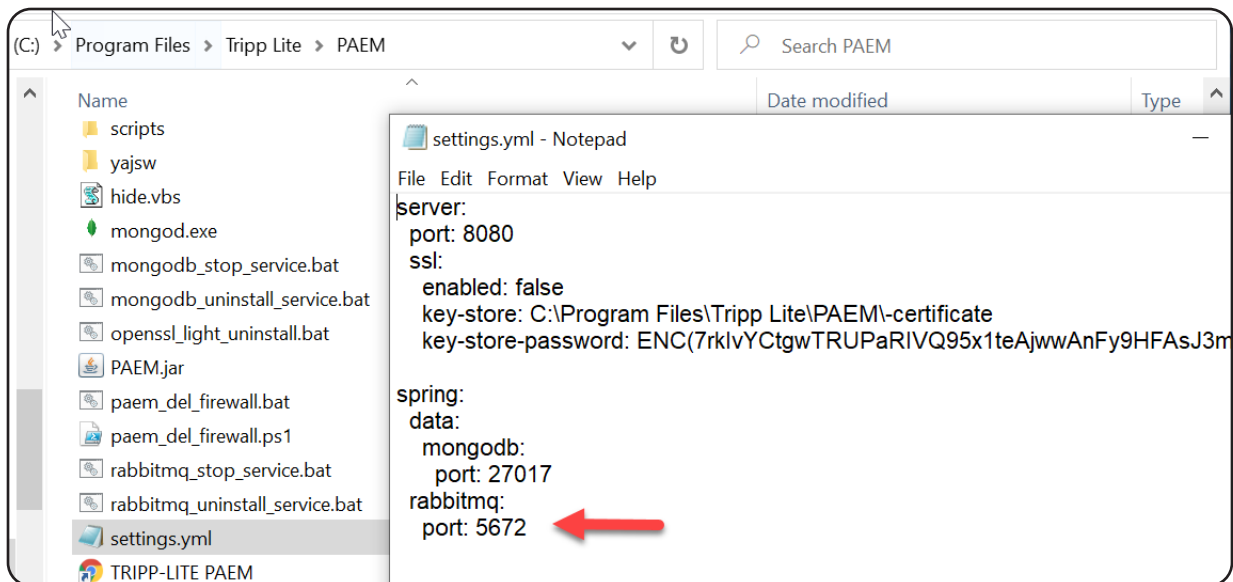 (C:) > Program Files > Tripp Lite > PAEM
Search PAEM
Name
Date modified
Type
scripts
yajsw
hide.vbs
mongod.exe
mongodb_stop_service.bat
mongodb_uninstall_service.bat
openssl_light_uninstall.bat
PAEM.jar
paem_del_firewall.bat
paem_del_firewall.ps1
rabbitmq_stop_service.bat
rabbitmq_uninstall_service.bat
settings.yml
TRIPP-LITE PAEM
settings.yml - Notepad
File Edit Format View Help
server:
port: 8080
ssl:
enabled: false
key-store: C:\Program Files\Tripp Lite\PAEM\-certificate
key-store-password: ENC(7rkIvYCtgwTRUPaRIVQ95x1teAjwwAnFy9HFAsJ3m
spring:
data:
mongodb:
port: 27017
rabbitmq:
port: 5672